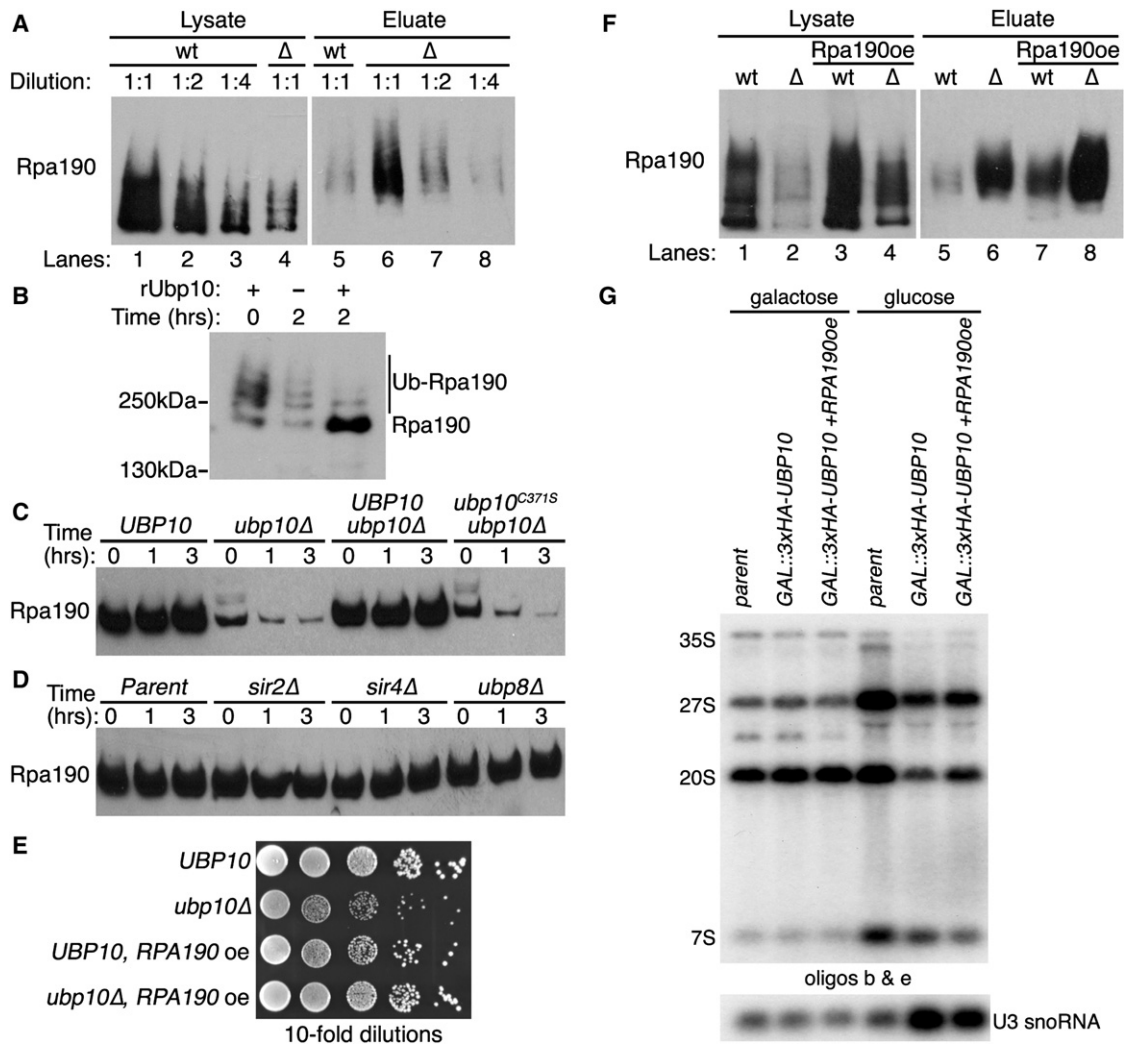 A
Lysate Eluate
wt Δ wt Δ
Dilution: 1:1 1:2 1:4 1:1 1:1 1:1 1:2 1:4
Rpa190
Lanes: 1 2 3 4 5 6 7 8
B
rUbp10: + – +
Time (hrs): 0 2 2
250kDa
Ub-Rpa190
Rpa190
130kDa
C
Time (hrs):
UBP10 ubp10Δ UBP10 ubp10Δ ubp10C371S ubp10Δ
0 1 3 0 1 3 0 1 3 0 1 3
Rpa190
D
Time (hrs):
Parent sir2Δ sir4Δ ubp8Δ
0 1 3 0 1 3 0 1 3 0 1 3
Rpa190
E
UBP10
ubp10Δ
UBP10, RPA190 oe
ubp10Δ, RPA190 oe
10-fold dilutions
F
Lysate Eluate
Rpa190oe Rpa190oe
wt Δ wt Δ wt Δ wt Δ
Rpa190
Lanes: 1 2 3 4 5 6 7 8
G
galactose glucose
parent
GAL::3xHA-UBP10
GAL::3xHA-UBP10 +RPA190oe
parent
GAL::3xHA-UBP10
GAL::3xHA-UBP10 +RPA190oe
35S
27S
20S
7S
oligos b & e
U3 snoRNA